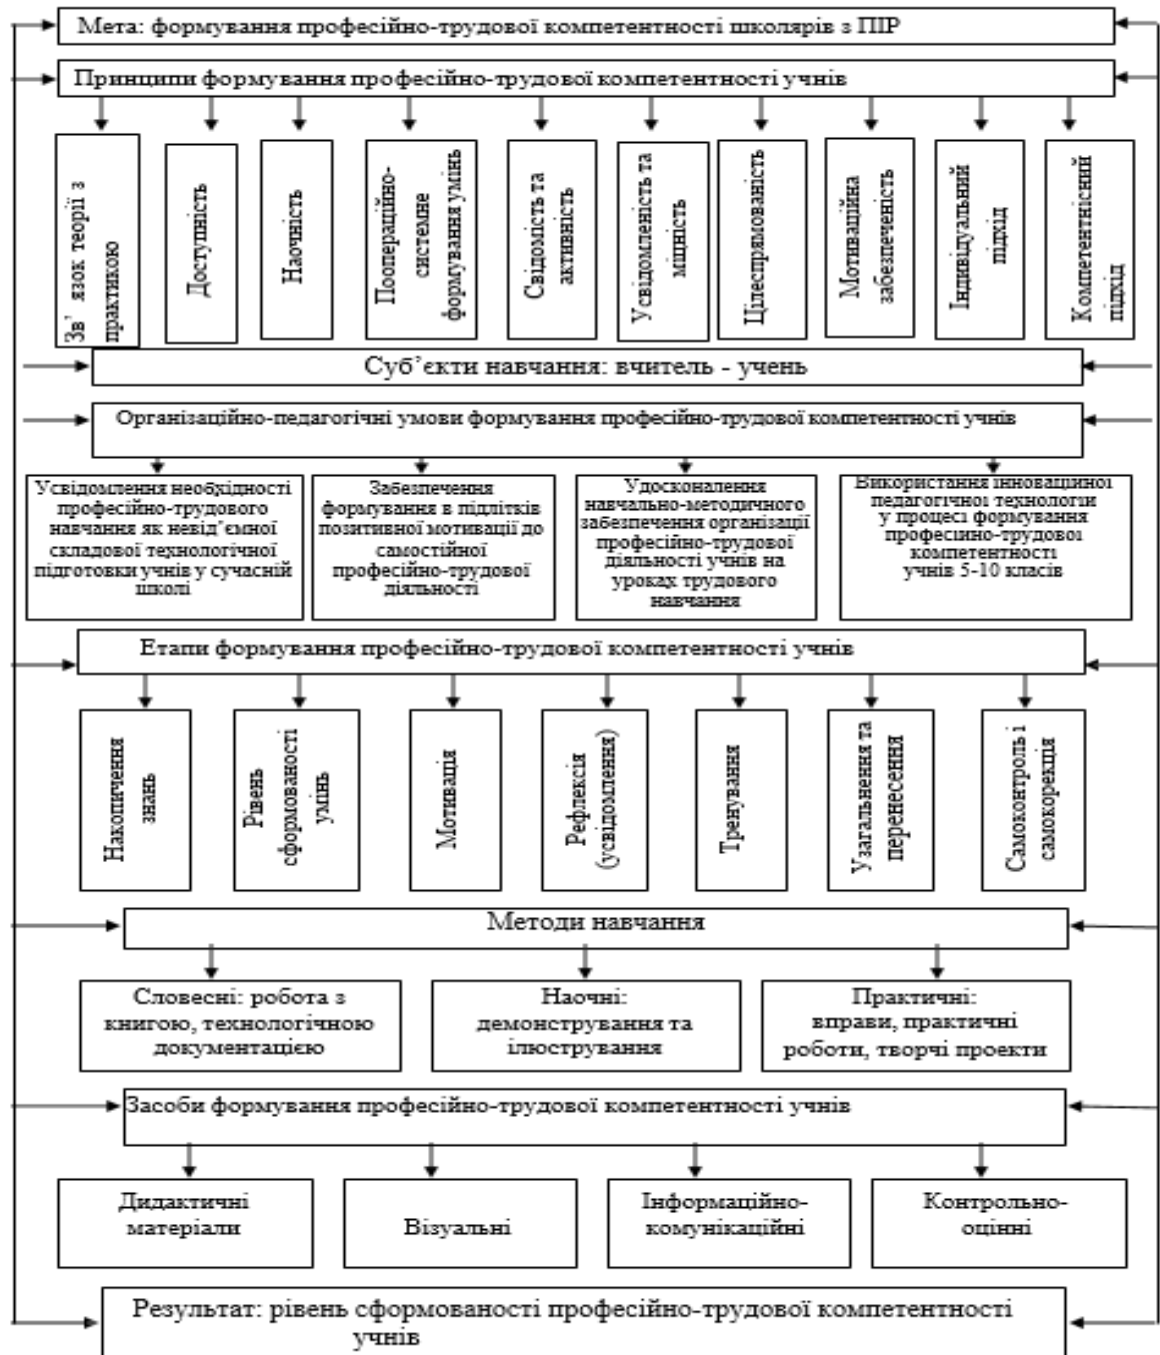 Мета: формування професійно-трудової компетентності школярів з ПІР
Принципи формування професійно-трудової компетентності учнів
Зв’ язок теорії з
практикою
Доступність
Наочність
Поопераційно-
системне
формування умінь
Свідомість та
активність
Усвідомленість та
міцність
Цілеспрямованість
Мотиваційна
забезпеченість
Індивідуальний
підхід
Компетентнісний
підхід
Суб’єкти навчання: вчитель - учень
Організаційно-педагогічні умови формування професійно-трудової компетентності учнів
Усвідомлення необхідності
професійно-трудового
навчання як невід’ємної
складової технологічної
підготовки учнів у сучасній
школі
Забезпечення
формування в підлітків
позитивної мотивації до
самостійної
професійно-трудової
діяльності
Удосконалення
навчально-методичного
забезпечення організації
професійно-трудової
діяльності учнів на
уроках трудового
навчання
Використання інноваційної
педагогічної технології
у процесі формування
професійно-трудової
компетентності
учнів 5-10 класів
Етапи формування професійно-трудової компетентності учнів
Накопичення
знань
Рівень
сформованості
умінь
Мотивація
Рефлексія
(усвідомлення)
Тренування
Узагальнення та
перенесення
Самоконтроль і
самокорекція
Методи навчання
Словесні: робота з
книгою, технологічною
документацією
Наочні:
демонстрування та
ілюстрування
Практичні:
вправи, практичні
роботи, творчі проекти
Засоби формування професійно-трудової компетентності учнів
Дидактичні
матеріали
Візуальні
Інформаційно-
комунікаційні
Контрольно-
оцінні
Результат: рівень сформованості професійно-трудової компетентності
учнів